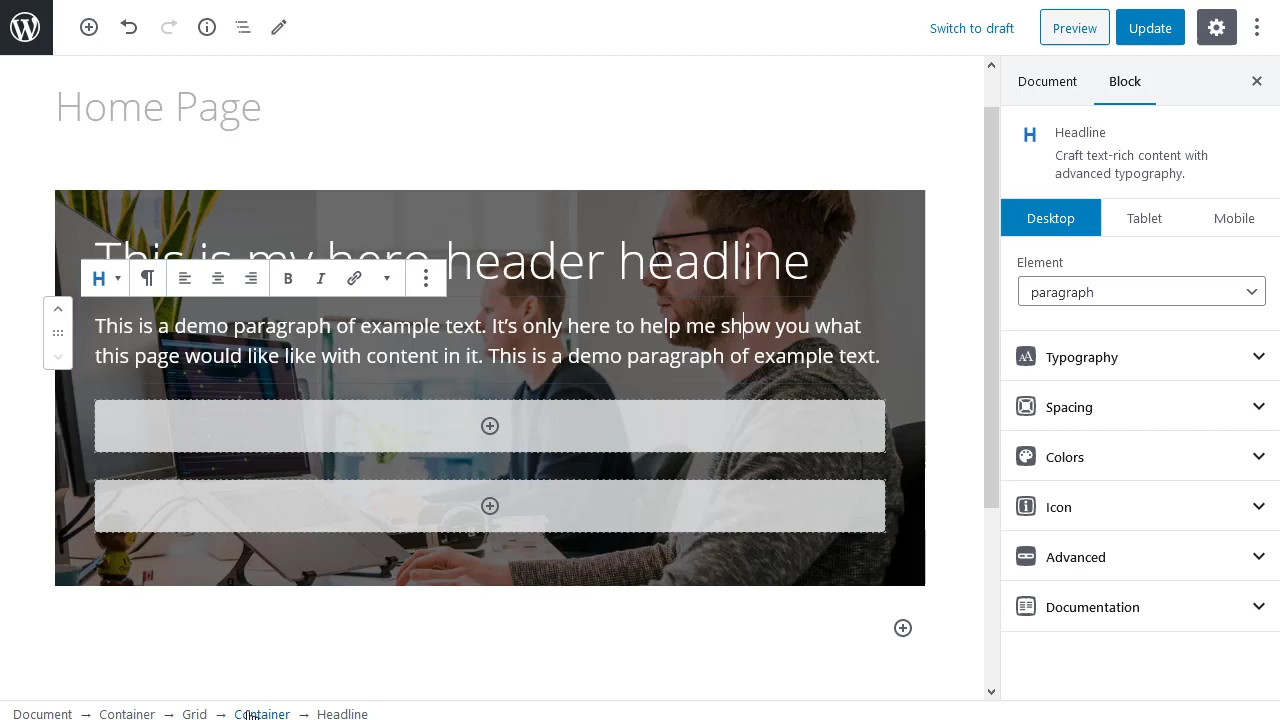 Switch to draft
Preview
Update
Home Page
This is my hero header headline
H
B
I
This is a demo paragraph of example text. It’s only here to help me show you what
this page would like like with content in it. This is a demo paragraph of example text.
Document
Block
H
Headline
Craft text-rich content with
advanced typography.
Desktop
Tablet
Mobile
Element
paragraph
AA
Typography
Spacing
Colors
Icon
Advanced
Documentation
Document → Container → Grid → Container → Headline